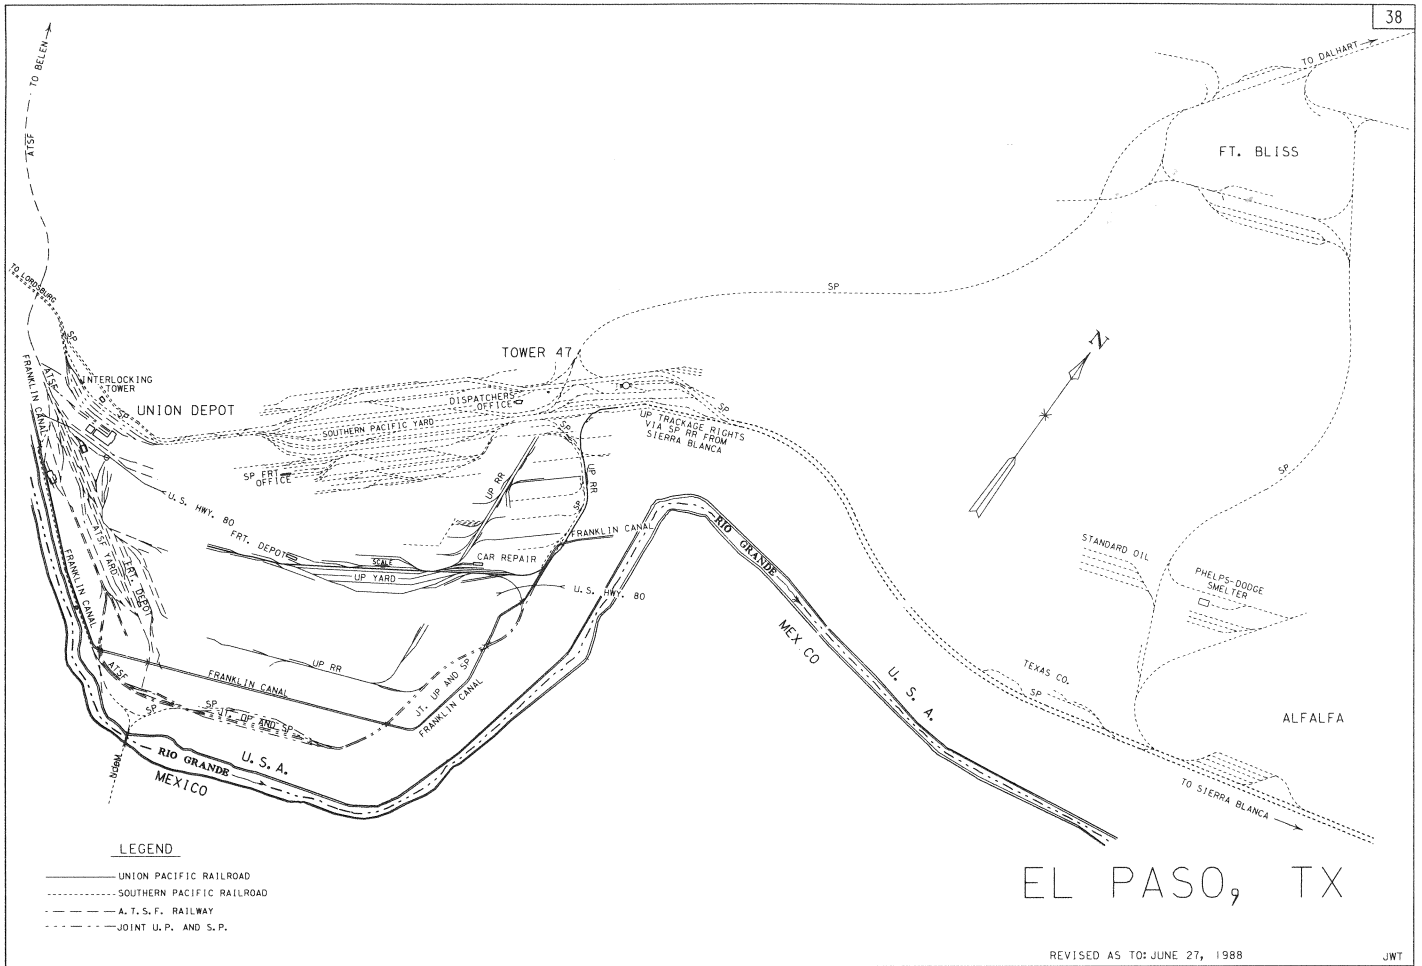 38
TO DALHART
TO BELEN
ATSF
FT. BLISS
TO LORDSBURG
SP
SP
TOWER 47
N
FRANKLIN CANAL
ATSF
INTERLOCKING
TOWER
SP
UNION DEPOT
DISPATCHERS
OFFICE
SOUTHERN PACIFIC YARD
SP
UP TRACKAGE RIGHTS
VIA SP RR FROM
SIERRA BLANCA
SP
SP FRT
OFFICE
UP RR
UP RR
SP
U.S. HWY. 80
FRT. DEPOT
SCALE
CAR REPAIR
FRANKLIN CANAL
UP YARD
U.S. HWY. 80
RIO GRANDE
STANDARD OIL
PHELPS-DODGE
SMELTER
ATSF YARD
FRT. DEPOT
FRANKLIN CANAL
MEX CO
U. S. A.
UP RR
ATSF
FRANKLIN CANAL
JT. UP AND SP
FRANKLIN CANAL
TEXAS CO.
SP
SP
SP
JT. UP AND SP
ALFALFA
NdeM
RIO GRANDE
U. S. A.
MEXICO
TO SIERRA BLANCA
LEGEND
UNION PACIFIC RAILROAD
SOUTHERN PACIFIC RAILROAD
A.T.S.F. RAILWAY
JOINT U.P. AND S.P.
EL PASO, TX
REVISED AS TO: JUNE 27, 1988
JWT